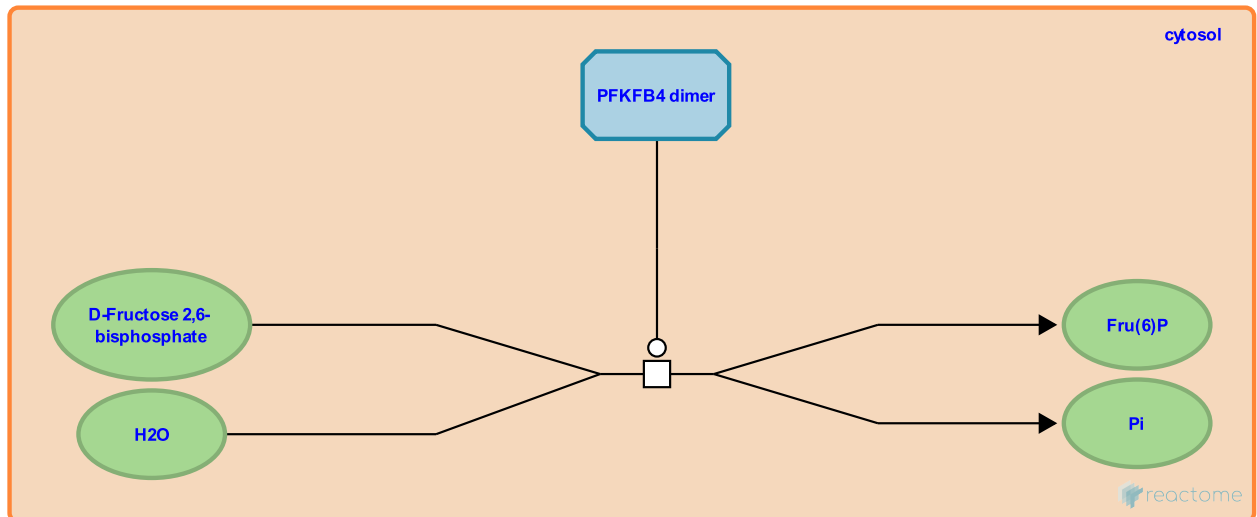 cytosol
PFKFB4 dimer
D-Fructose 2,6-
bisphosphate
Fru(6)P
H2O
Pi
reactome